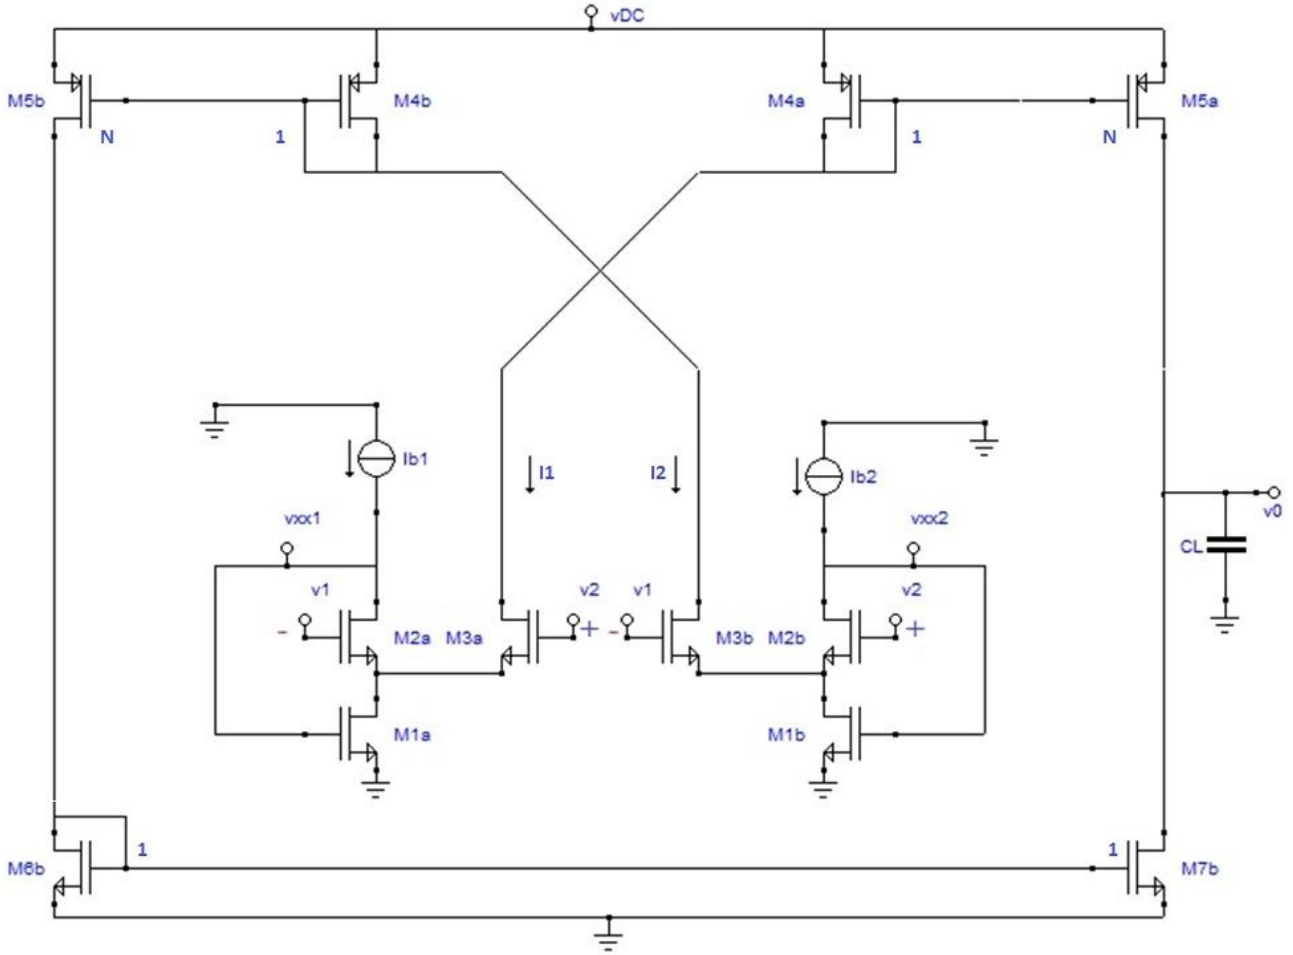 vDC
M5b
M4b
M4a
M5a
N
1
1
N
Ib1
I1
I2
Ib2
vxx1
vxx2
v0
CL
v1
v2
v1
v2
-
+
-
+
M2a
M3a
M3b
M2b
M1a
M1b
1
1
M6b
M7b